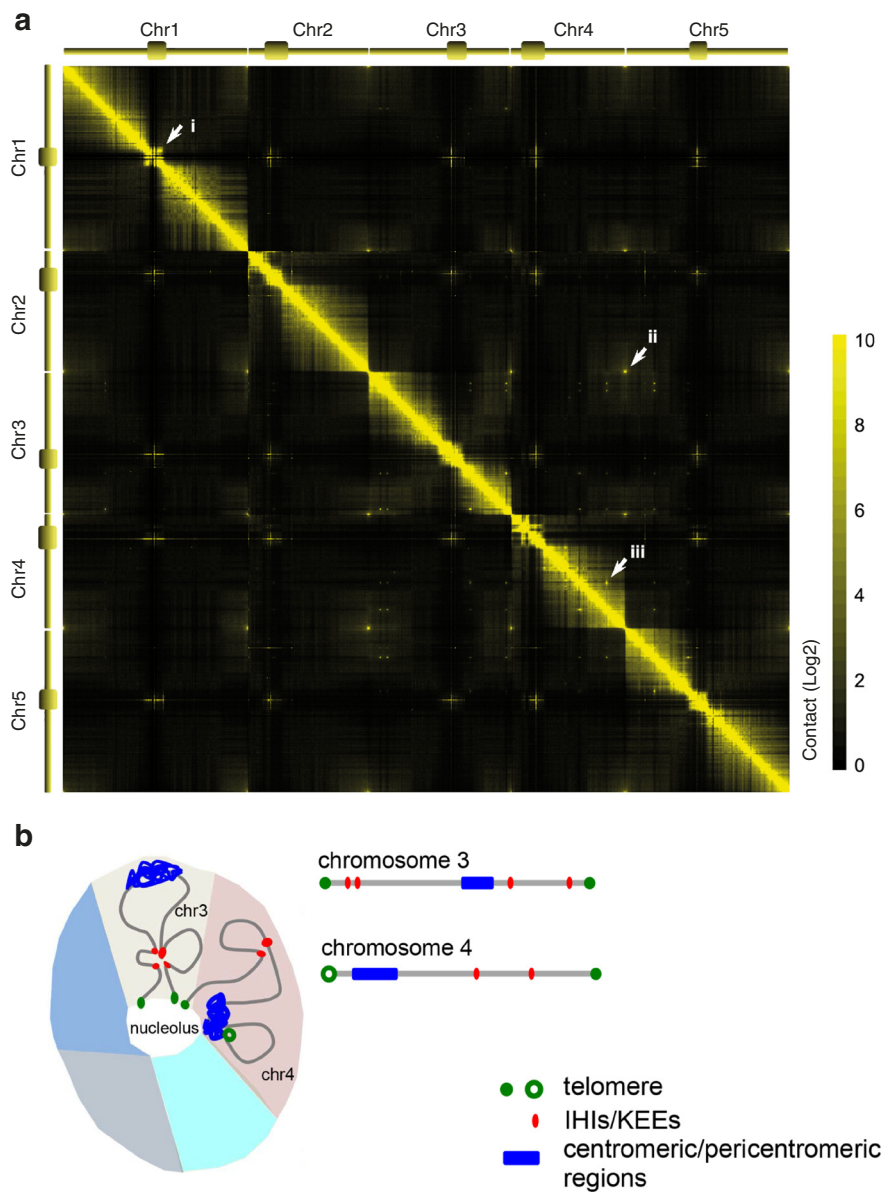 a
Chr1 Chr2 Chr3 Chr4 Chr5
Chr1
Chr2
Chr3
Chr4
Chr5
i
ii
iii
10
8
6
4
2
0
Contact (Log2)
b
chr3
nucleolus
chr4
chromosome 3
chromosome 4
telomere
IHIs/KEEs
centromeric/pericentromeric
regions